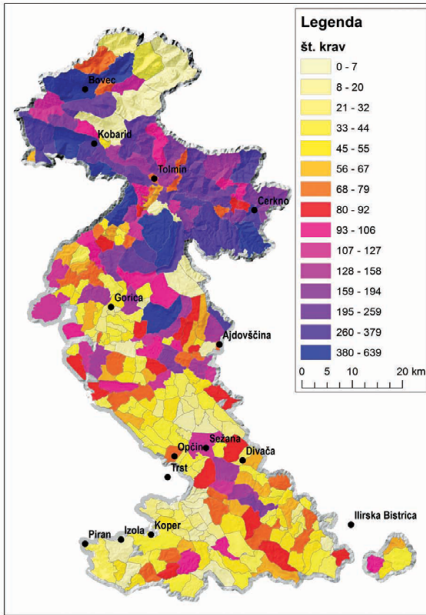 Legenda
št. krav
0 - 7
8 - 20
21 - 32
33 - 44
45 - 55
56 - 67
68 - 79
80 - 92
93 - 106
107 - 127
128 - 158
159 - 194
195 - 259
260 - 379
380 - 639
0 10 20 km
Bovec
Kobarid
Tolmin
Cerkno
Gorica
Ajdovščina
Sežana
Opčine
Divača
Trst
Ilirska Bistrica
Koper
Izola
Piran